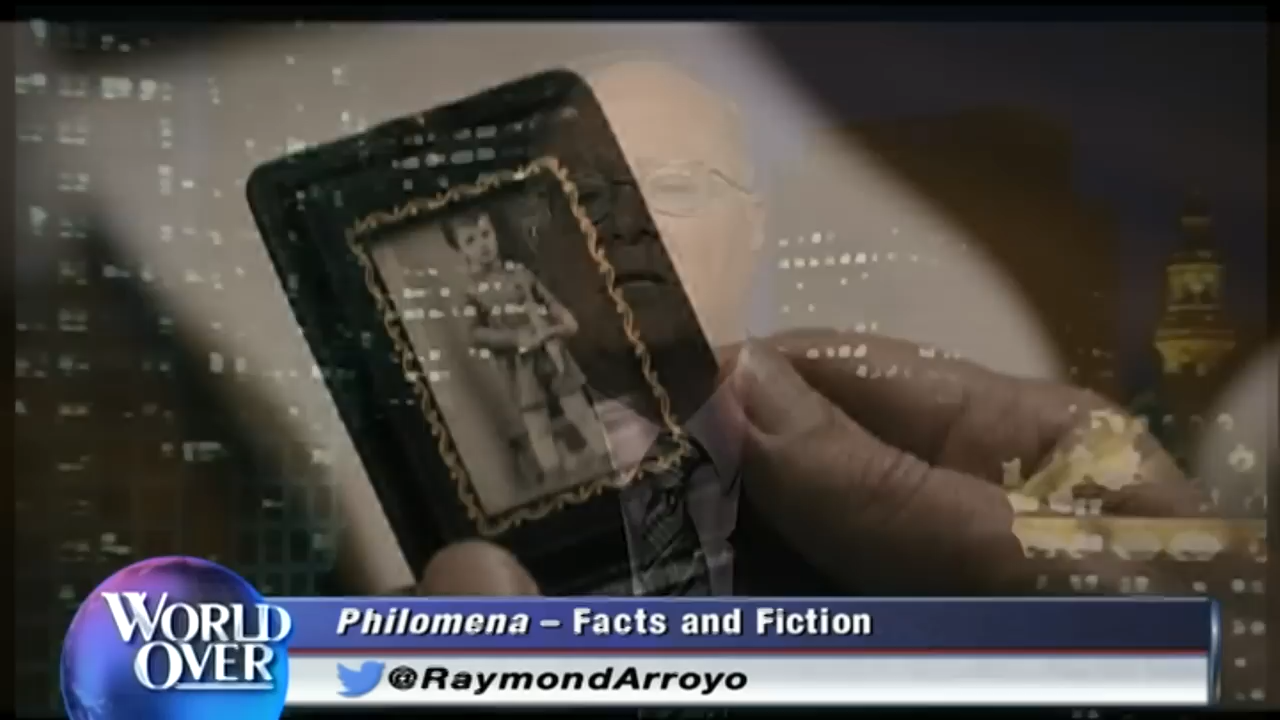 WORLD
OVER
Philomena – Facts and Fiction
@RaymondArroyo